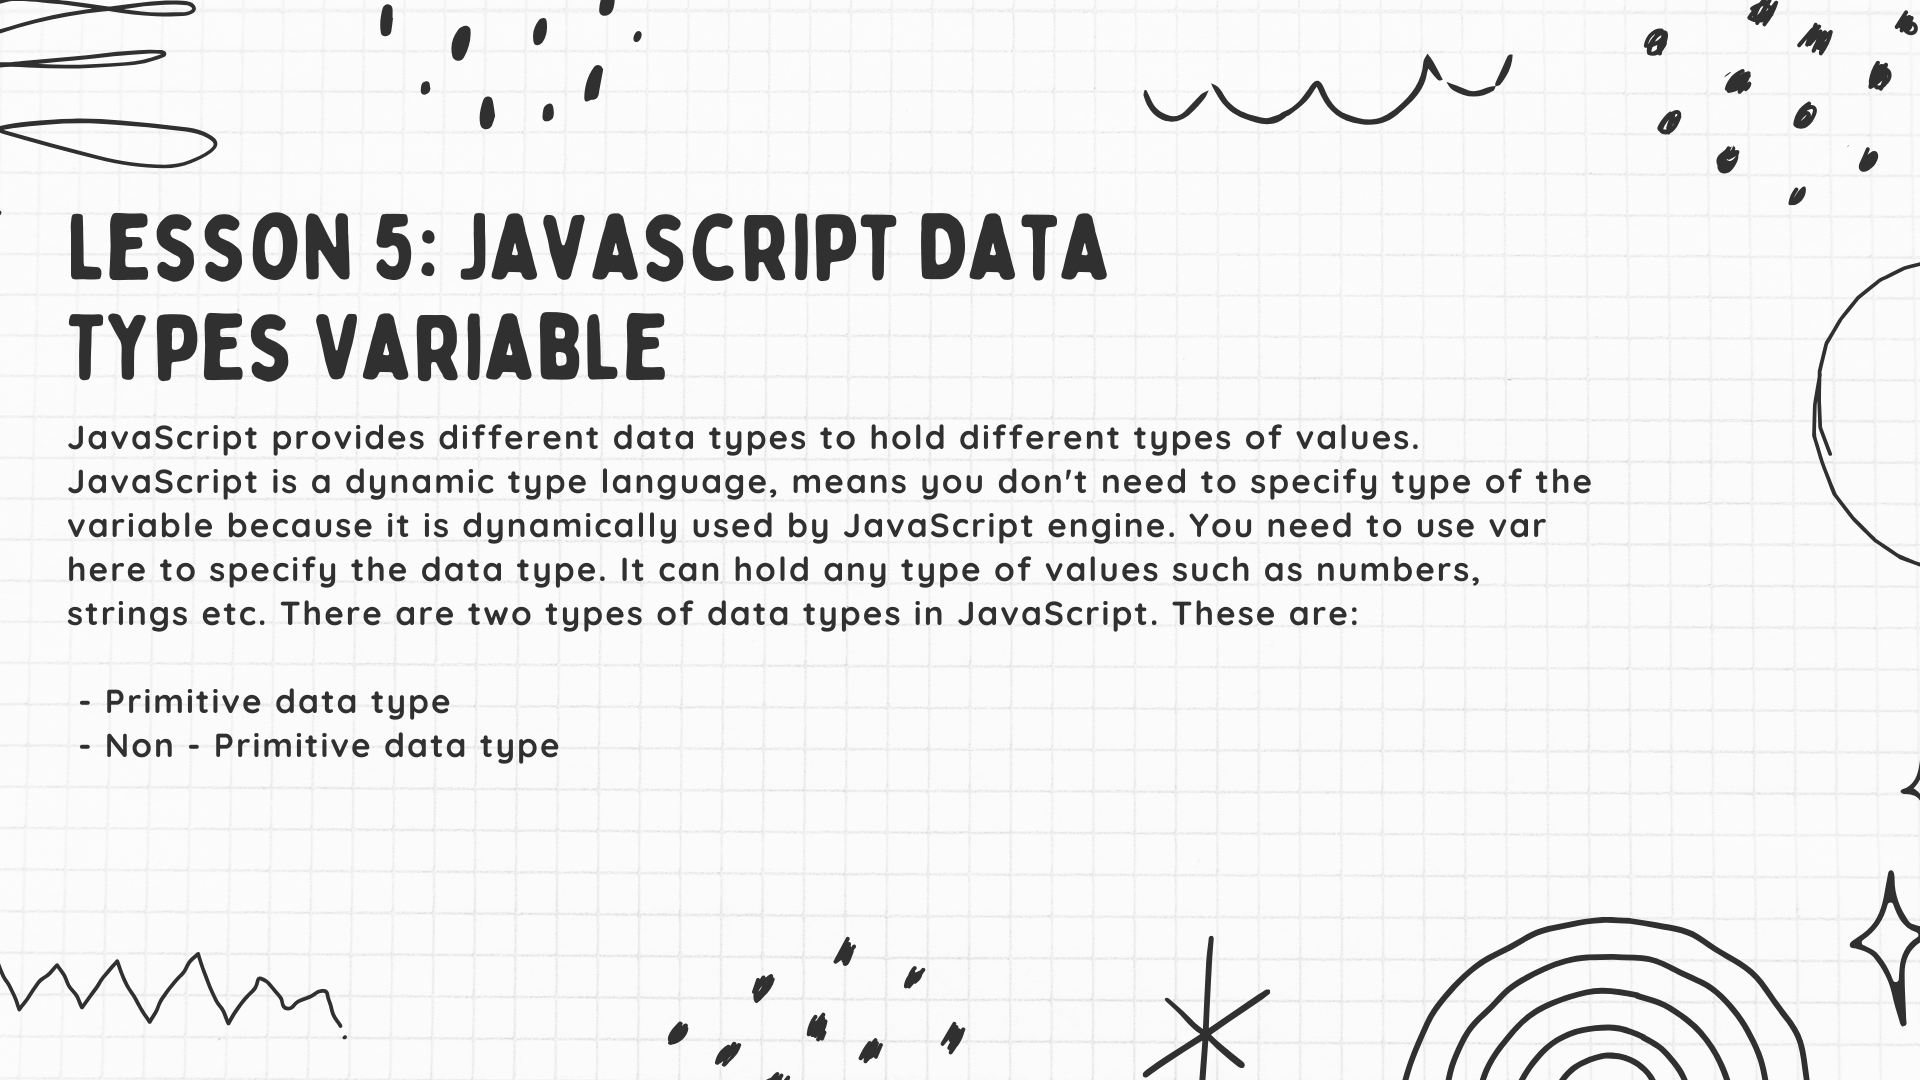 LESSON 5: JAVASCRIPT DATA
TYPES VARIABLE
JavaScript provides different data types to hold different types of values.
JavaScript is a dynamic type language, means you don't need to specify type of the
variable because it is dynamically used by JavaScript engine. You need to use var
here to specify the data type. It can hold any type of values such as numbers,
strings etc. There are two types of data types in JavaScript. These are:
- Primitive data type
- Non - Primitive data type